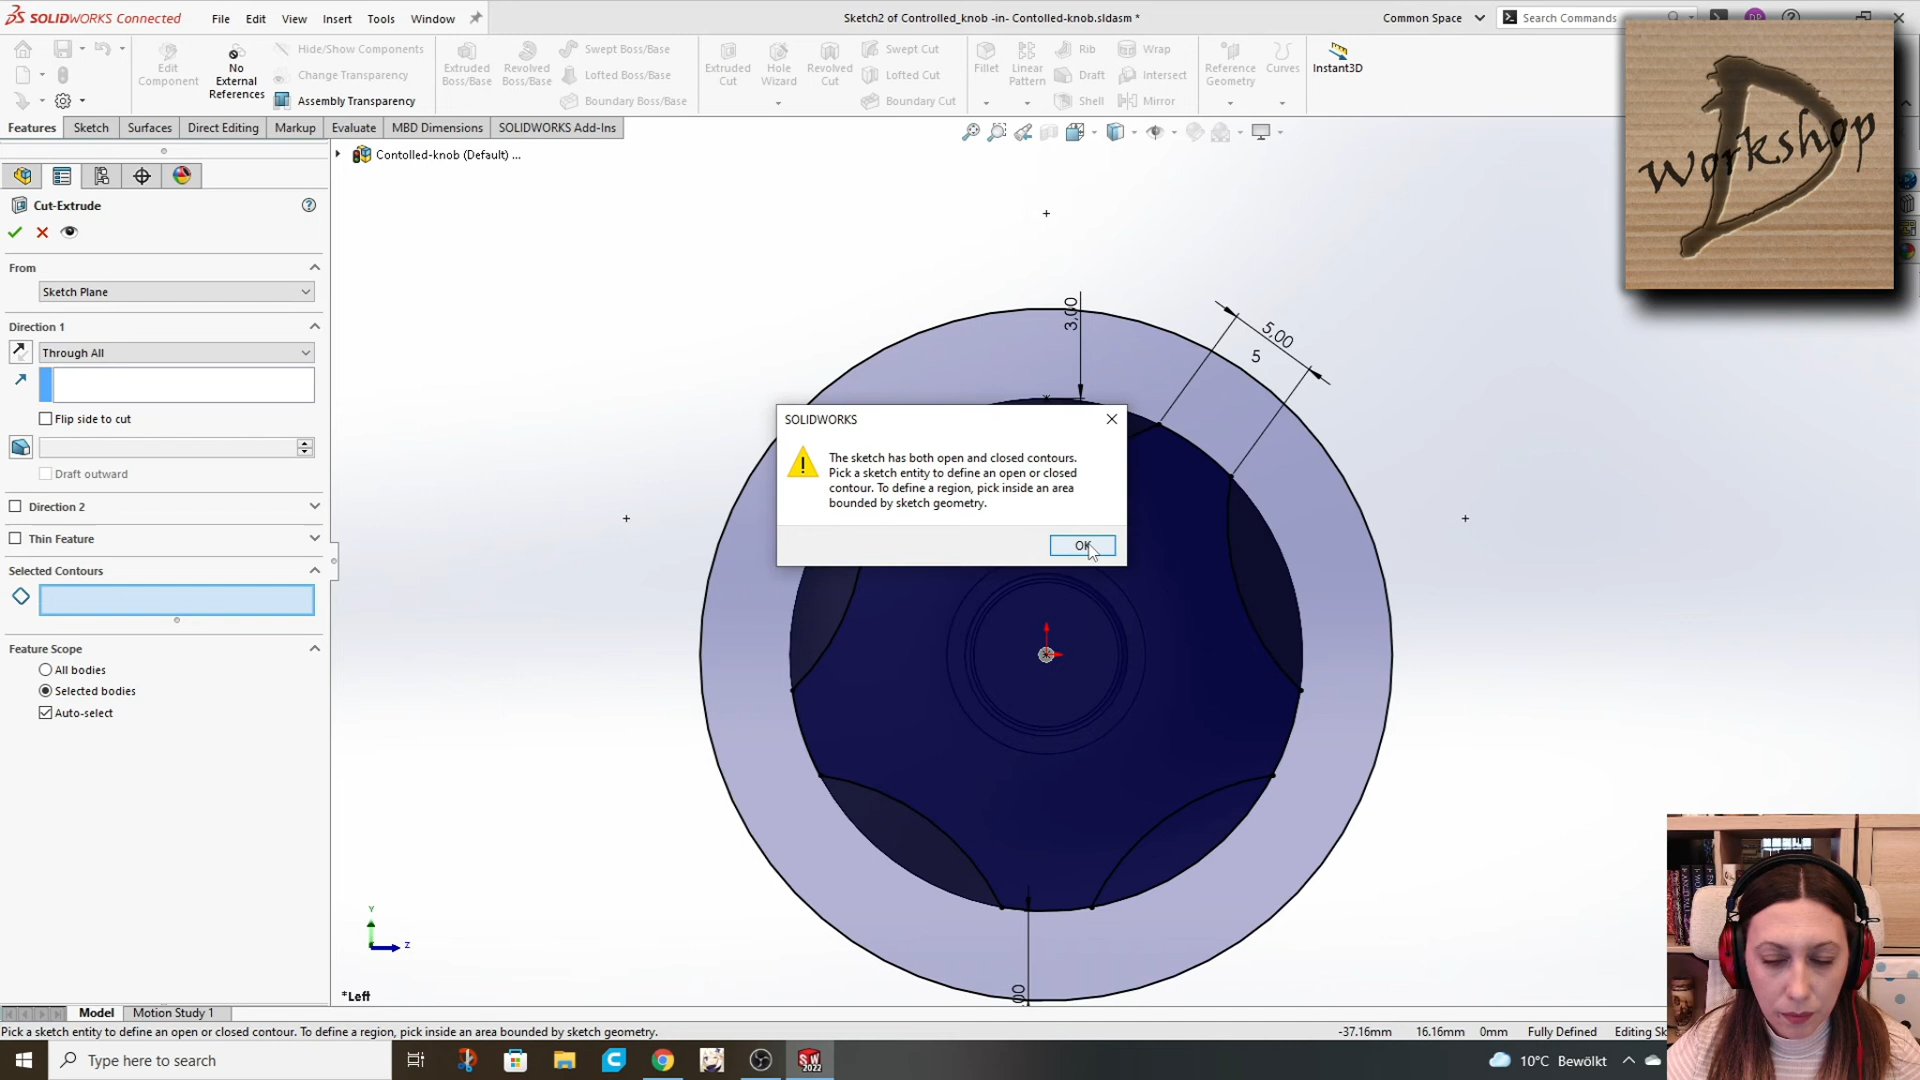 SOLIDWORKS Connected
File
Edit
View
Insert
Tools
Window
Sketch2 of Controlled_knob -in- Contolled-knob.sldasm *
Common Space
Search Commands
DP
Edit Component
No External References
Hide/Show Components
Change Transparency
Assembly Transparency
Extruded Boss/Base
Revolved Boss/Base
Swept Boss/Base
Lofted Boss/Base
Boundary Boss/Base
Extruded Cut
Hole Wizard
Revolved Cut
Swept Cut
Lofted Cut
Boundary Cut
Fillet
Linear Pattern
Rib
Draft
Shell
Wrap
Intersect
Mirror
Reference Geometry
Curves
Instant3D
Features
Sketch
Surfaces
Direct Editing
Markup
Evaluate
MBD Dimensions
SOLIDWORKS Add-Ins
D
Workshop
Contolled-knob (Default) ...
Cut-Extrude
From
Sketch Plane
Direction 1
Through All
Flip side to cut
Draft outward
Direction 2
Thin Feature
Selected Contours
Feature Scope
All bodies
Selected bodies
Auto-select
3,00
5,00
5
SOLIDWORKS
The sketch has both open and closed contours.
Pick a sketch entity to define an open or closed
contour. To define a region, pick inside an area
bounded by sketch geometry.
OK
Y
Z
*Left
Model
Motion Study 1
Pick a sketch entity to define an open or closed contour. To define a region, pick inside an area bounded by sketch geometry.
-37.16mm
16.16mm
0mm
Fully Defined
Editing Sk
Type here to search
SW
2022
10°C Bewölkt